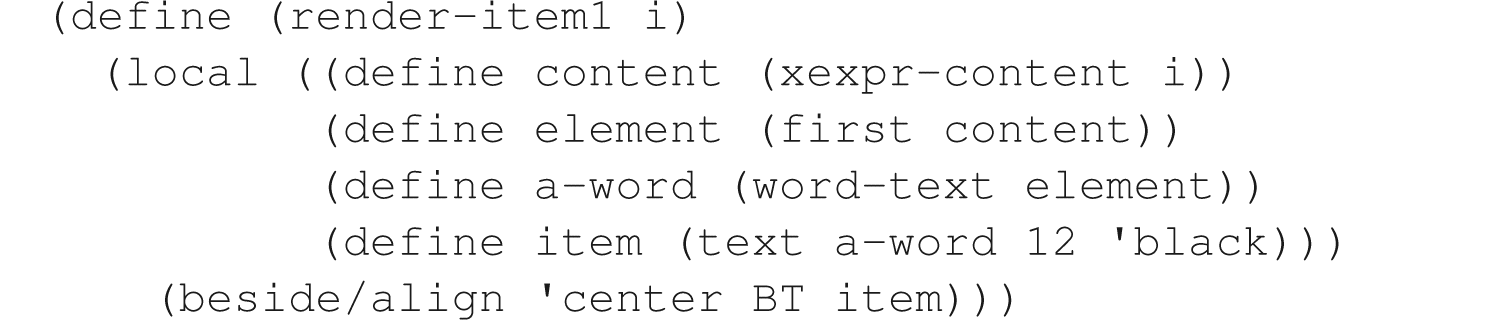 (define (render-item1 i)
  (local ((define content (xexpr-content i))
          (define element (first content))
          (define a-word (word-text element))
          (define item (text a-word 12 'black)))
    (beside/align 'center BT item)))